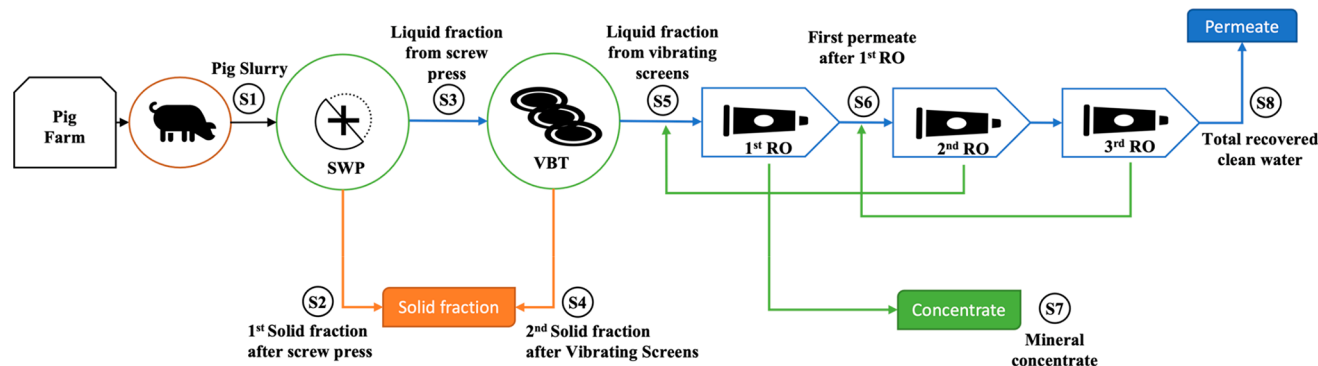 Pig
Farm
Pig Slurry
S1
SWP
Liquid fraction
from screw
press
S3
VBT
Liquid fraction
from vibrating
screens
S5
1st RO
First permeate
after 1st RO
S6
2nd RO
3rd RO
Permeate
S8
Total recovered
clean water
S2
1st Solid fraction
after screw press
Solid fraction
S4
2nd Solid fraction
after Vibrating Screens
Concentrate
S7
Mineral
concentrate